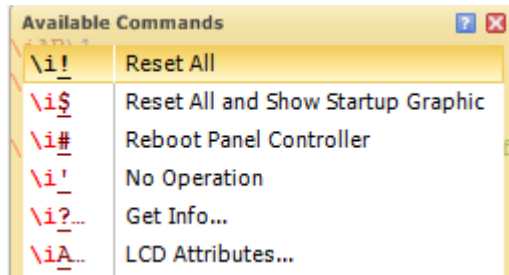 Available Commands
\i! Reset All
\i$ Reset All and Show Startup Graphic
\i# Reboot Panel Controller
\i' No Operation
\i?… Get Info...
\iA… LCD Attributes...